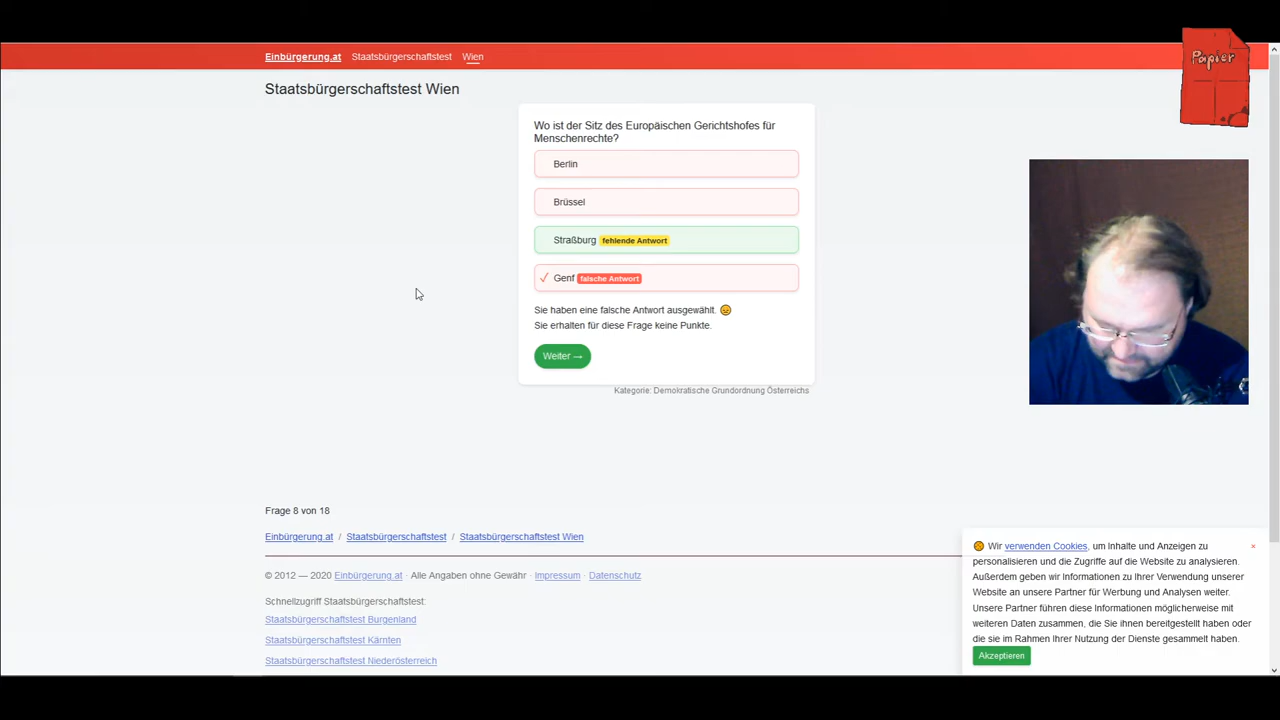 Einbürgerung.at Staatsbürgerschaftstest Wien
Papier
Staatsbürgerschaftstest Wien
Wo ist der Sitz des Europäischen Gerichtshofes für
Menschenrechte?
Berlin
Brüssel
Straßburg fehlende Antwort
✓ Genf falsche Antwort
Sie haben eine falsche Antwort ausgewählt. 😞
Sie erhalten für diese Frage keine Punkte.
Weiter →
Kategorie: Demokratische Grundordnung Österreichs
Frage 8 von 18
Einbürgerung.at / Staatsbürgerschaftstest / Staatsbürgerschaftstest Wien
© 2012 — 2020 Einbürgerung.at · Alle Angaben ohne Gewähr · Impressum · Datenschutz
Schnellzugriff Staatsbürgerschaftstest:
Staatsbürgerschaftstest Burgenland
Staatsbürgerschaftstest Kärnten
Staatsbürgerschaftstest Niederösterreich
😞 Wir verwenden Cookies, um Inhalte und Anzeigen zu ×
personalisieren und die Zugriffe auf die Website zu analysieren.
Außerdem geben wir Informationen zu Ihrer Verwendung unserer
Website an unsere Partner für Werbung und Analysen weiter.
Unsere Partner führen diese Informationen möglicherweise mit
weiteren Daten zusammen, die Sie ihnen bereitgestellt haben oder
die sie im Rahmen Ihrer Nutzung der Dienste gesammelt haben.
Akzeptieren